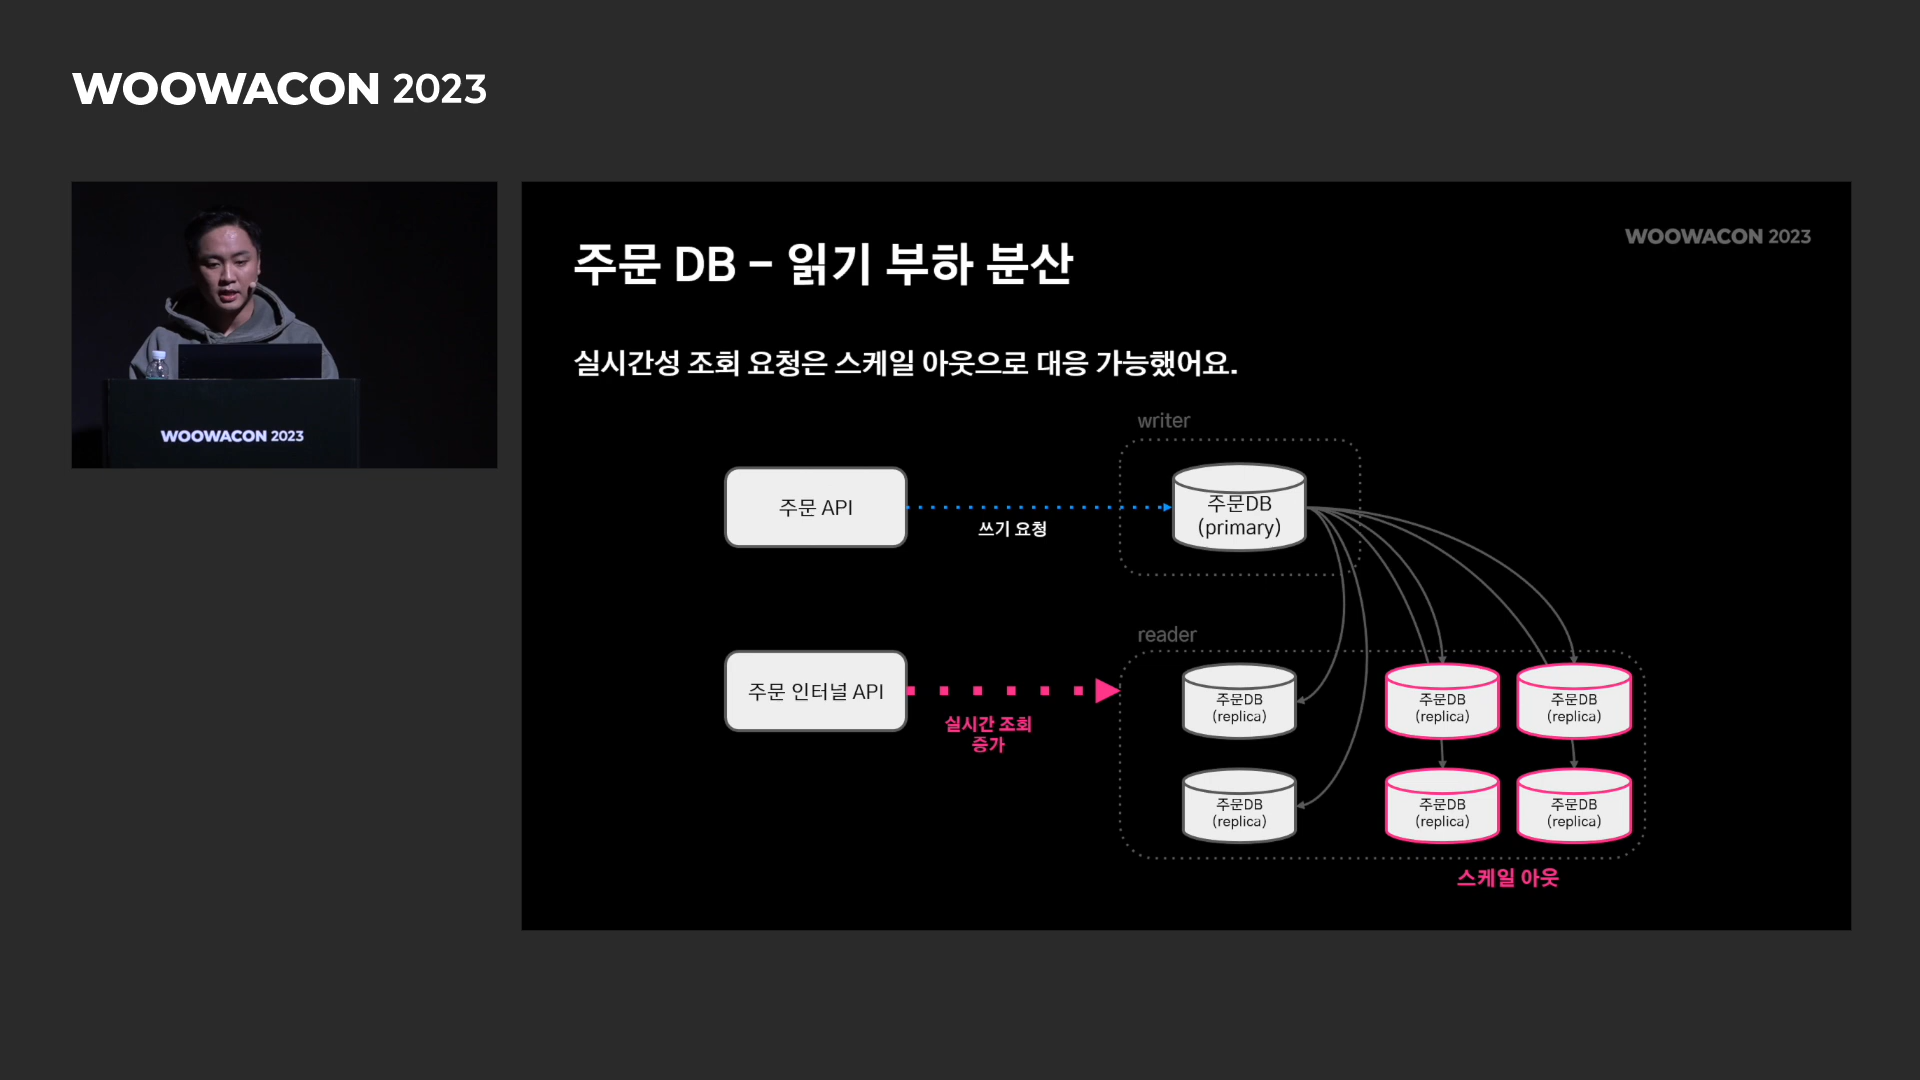 WOOWACON 2023
WOOWACON 2023
WOOWACON 2023
주문 DB - 읽기 부하 분산
실시간성 조회 요청은 스케일 아웃으로 대응 가능했어요.
writer
주문 API
쓰기 요청
주문DB
(primary)
reader
주문 인터널 API
실시간 조회
증가
주문DB
(replica)
주문DB
(replica)
주문DB
(replica)
주문DB
(replica)
주문DB
(replica)
주문DB
(replica)
스케일 아웃